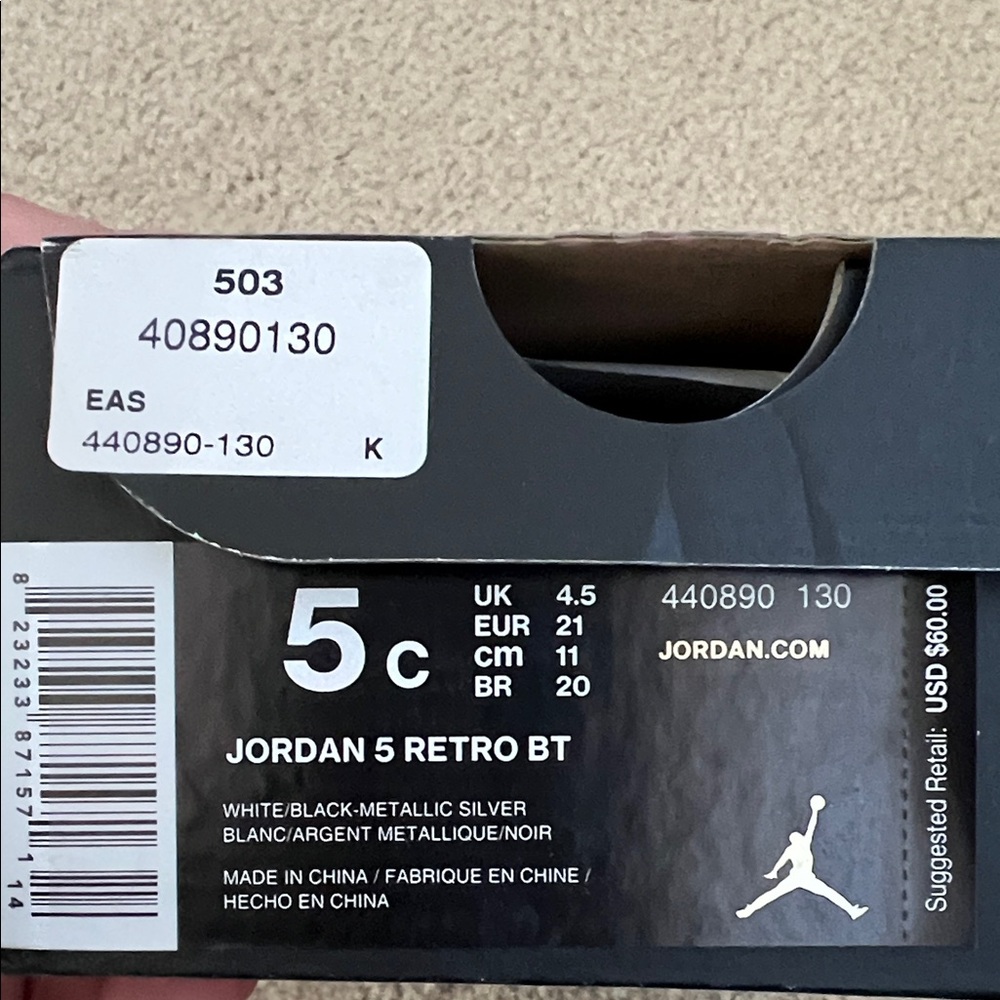 503
40890130
EAS
440890-130 K
8 23233 87157 1 14
5 c
UK 4.5
EUR 21
cm 11
BR 20
440890 130
JORDAN.COM
Suggested Retail: USD $60.00
JORDAN 5 RETRO BT
WHITE/BLACK-METALLIC SILVER
BLANC/ARGENT METALLIQUE/NOIR
MADE IN CHINA / FABRIQUE EN CHINE /
HECHO EN CHINA